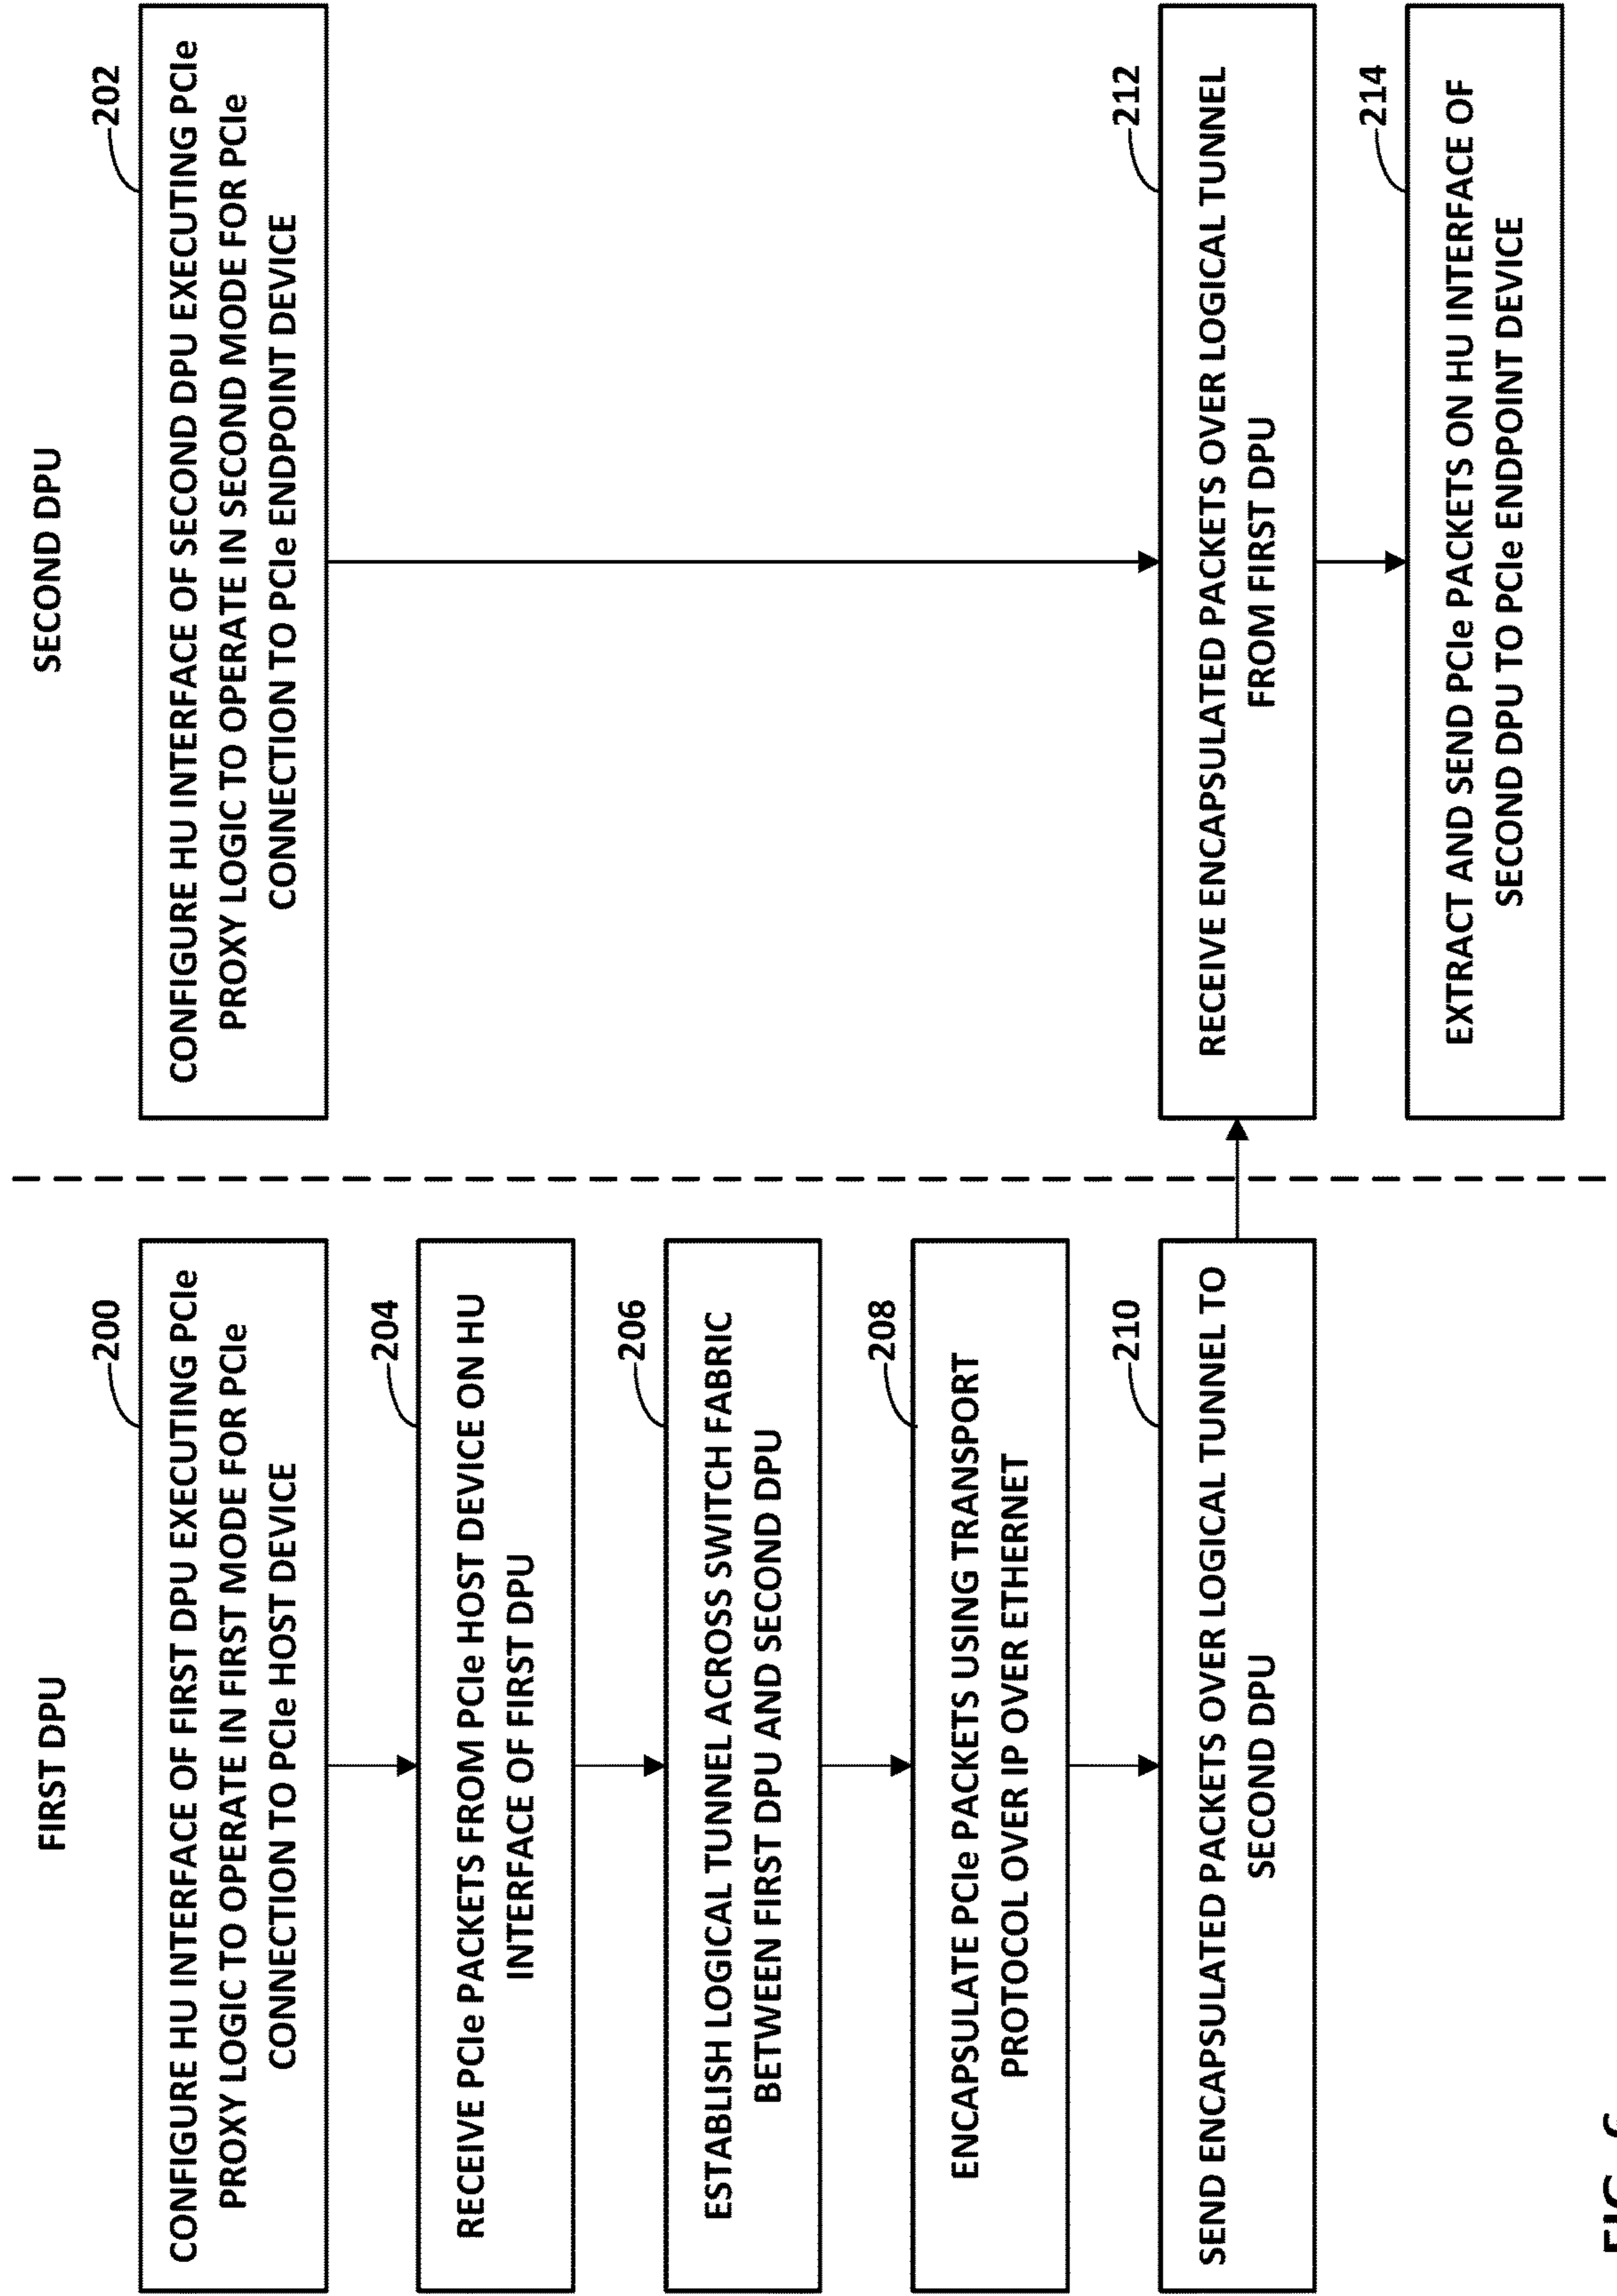 FIRST DPU
200
CONFIGURE HU INTERFACE OF FIRST DPU EXECUTING PCIe
PROXY LOGIC TO OPERATE IN FIRST MODE FOR PCIe
CONNECTION TO PCIe HOST DEVICE
204
RECEIVE PCIe PACKETS FROM PCIe HOST DEVICE ON HU
INTERFACE OF FIRST DPU
206
ESTABLISH LOGICAL TUNNEL ACROSS SWITCH FABRIC
BETWEEN FIRST DPU AND SECOND DPU
208
ENCAPSULATE PCIe PACKETS USING TRANSPORT
PROTOCOL OVER IP OVER ETHERNET
210
SEND ENCAPSULATED PACKETS OVER LOGICAL TUNNEL TO
SECOND DPU
SECOND DPU
202
CONFIGURE HU INTERFACE OF SECOND DPU EXECUTING PCIe
PROXY LOGIC TO OPERATE IN SECOND MODE FOR PCIe
CONNECTION TO PCIe ENDPOINT DEVICE
212
RECEIVE ENCAPSULATED PACKETS OVER LOGICAL TUNNEL
FROM FIRST DPU
214
EXTRACT AND SEND PCIe PACKETS ON HU INTERFACE OF
SECOND DPU TO PCIe ENDPOINT DEVICE
FIG.